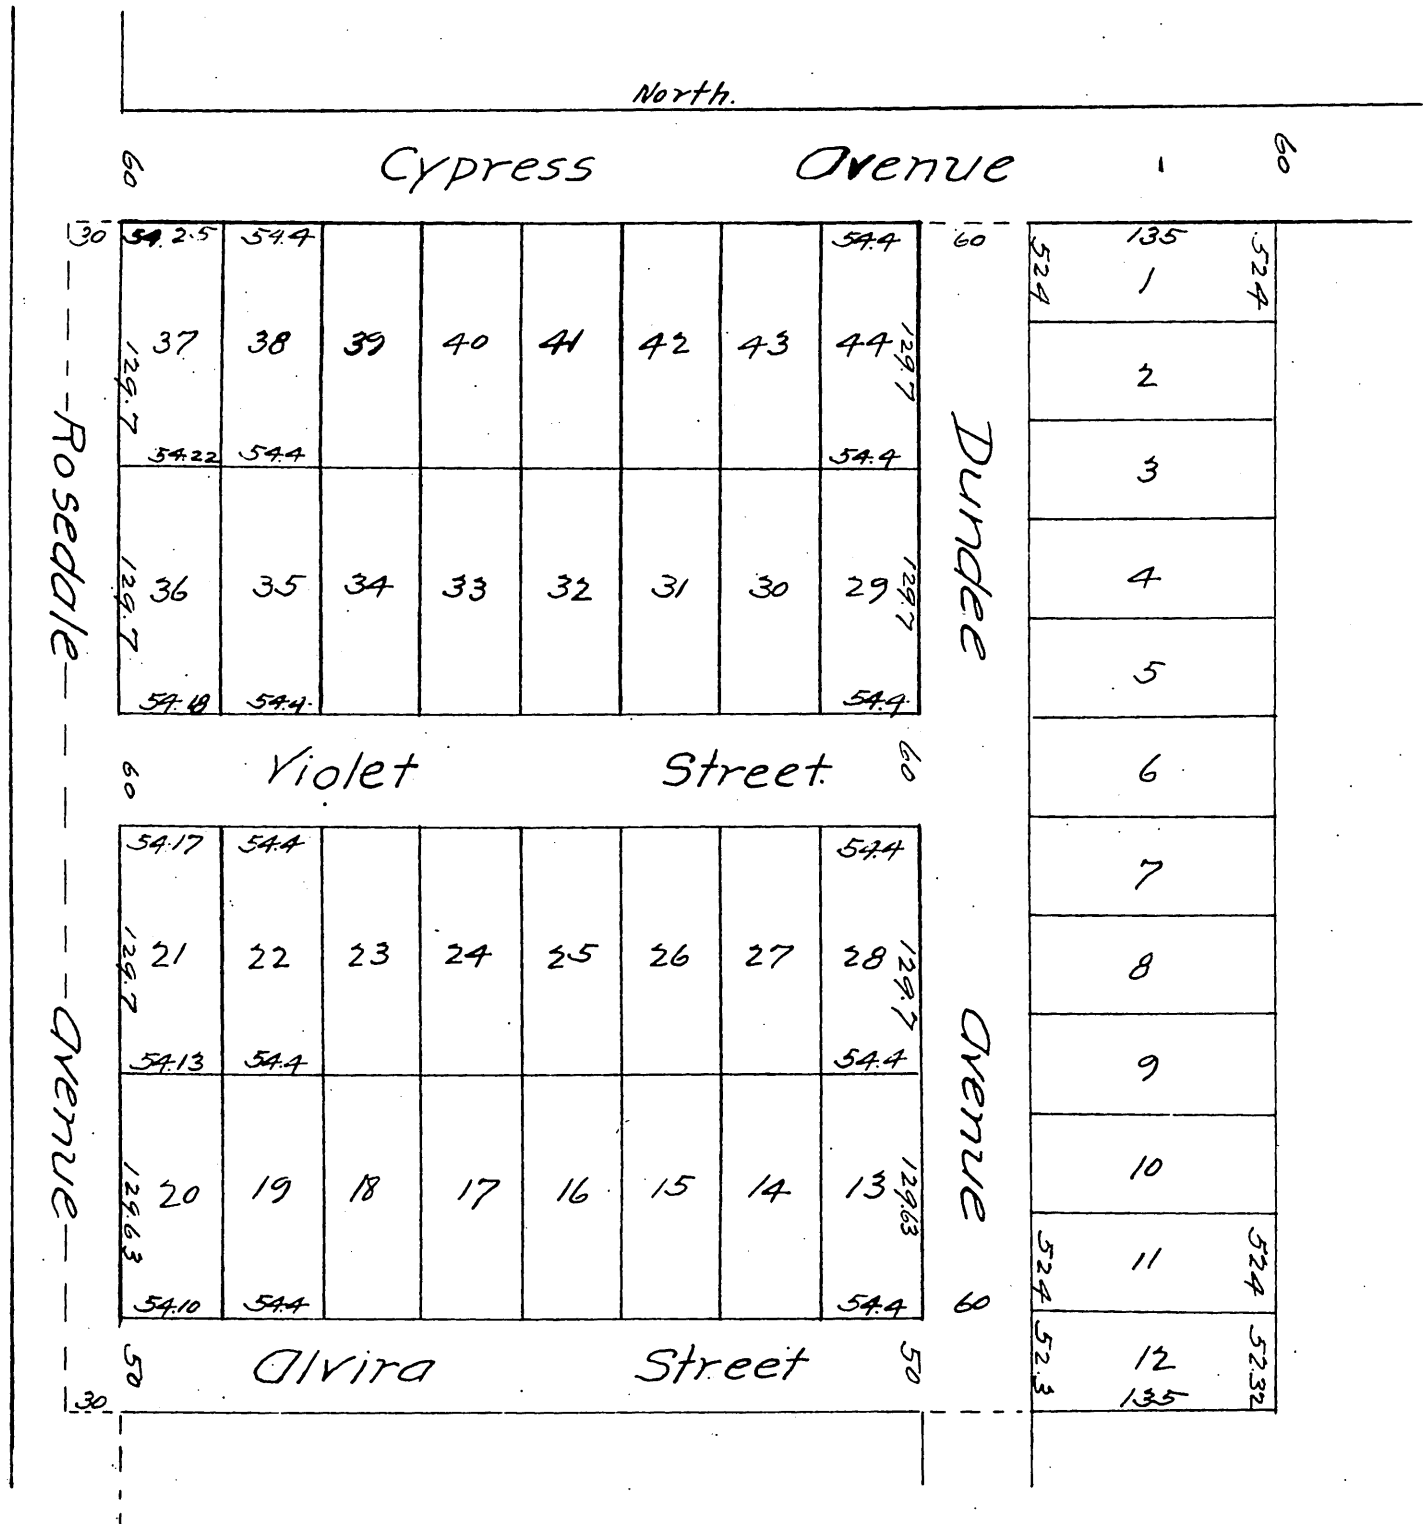 North.
60 Cypress Avenue 60
30 54.25 54.4 54.4 60 135
524 1 524
37 38 39 40 41 42 43 44
129.7 129.7
2
54.22 54.4 54.4
3
Rosedale Avenue
Dundee Avenue
129.7 36 35 34 33 32 31 30 29 129.7
4
5
54.18 54.4 54.4
60 Violet Street 60
6
54.17 54.4 54.4
7
129.7 21 22 23 24 25 26 27 28 129.7
8
54.13 54.4 54.4
9
129.63 20 19 18 17 16 15 14 13 129.63
10
524 11 524
54.10 54.4 54.4 60
50 Alvira Street 50
52.3 12 52.32
30 135